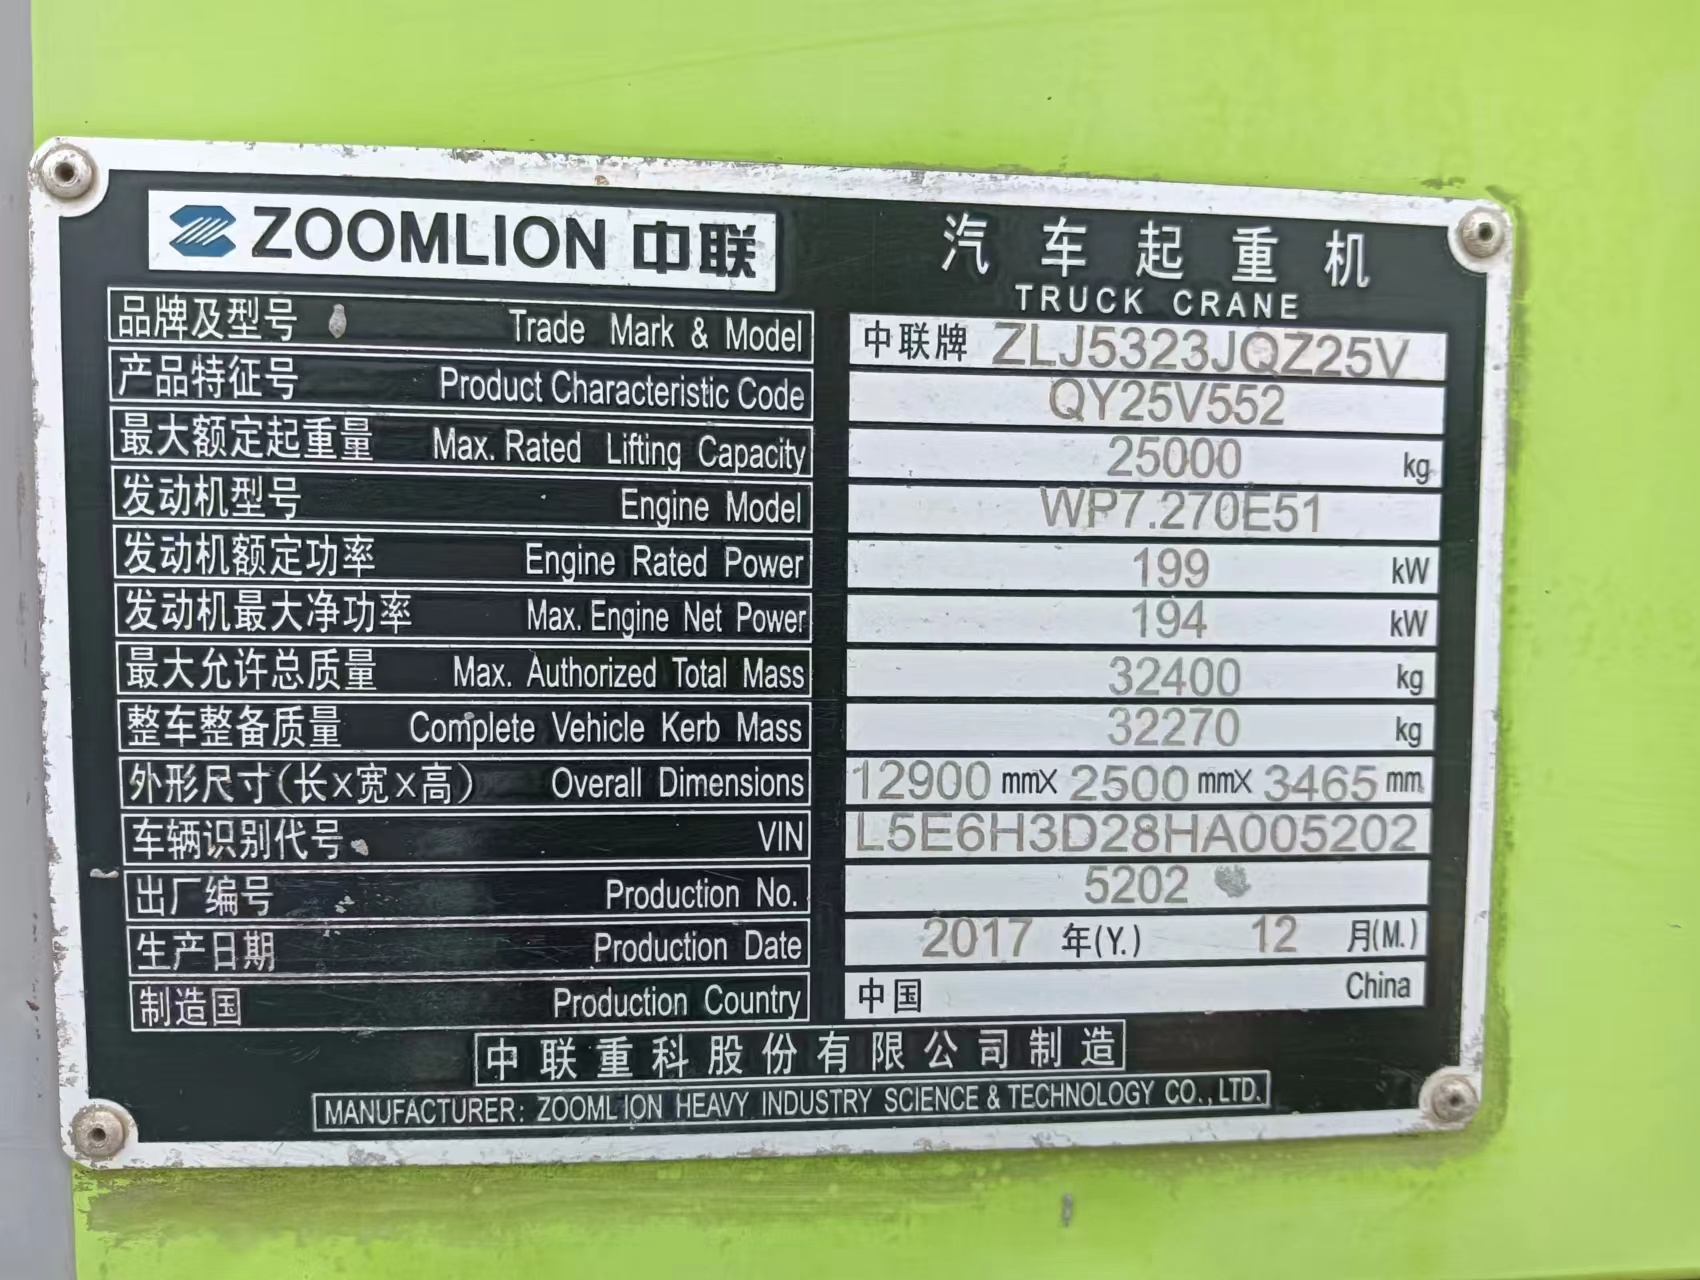 ZOOMLION 中联
汽车起重机
TRUCK CRANE
品牌及型号 Trade Mark & Model 中联牌 ZLJ5323JQZ25V
产品特征号 Product Characteristic Code QY25V552
最大额定起重量 Max. Rated Lifting Capacity 25000 kg
发动机型号 Engine Model WP7.270E51
发动机额定功率 Engine Rated Power 199 kW
发动机最大净功率 Max. Engine Net Power 194 kW
最大允许总质量 Max. Authorized Total Mass 32400 kg
整车整备质量 Complete Vehicle Kerb Mass 32270 kg
外形尺寸(长×宽×高) Overall Dimensions 12900 mmX 2500 mmX 3465 mm
车辆识别代号 VIN L5E6H3D28HA005202
出厂编号 Production No. 5202
生产日期 Production Date 2017 年(Y.) 12 月(M.)
制造国 Production Country 中国 China
中联重科股份有限公司制造
MANUFACTURER: ZOOMLION HEAVY INDUSTRY SCIENCE & TECHNOLOGY CO., LTD.